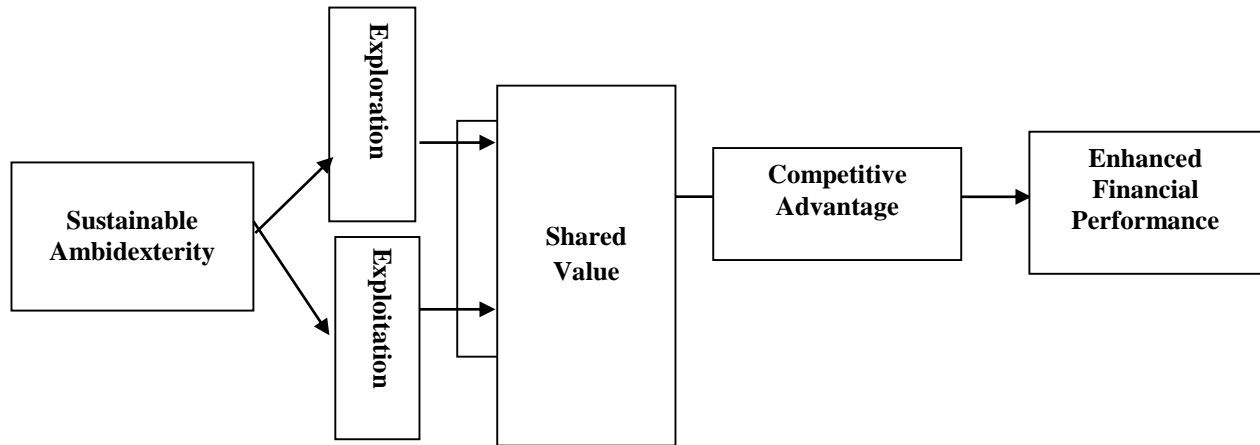 Sustainable
Ambidexterity
Exploration
Exploitation
Shared
Value
Competitive
Advantage
Enhanced
Financial
Performance